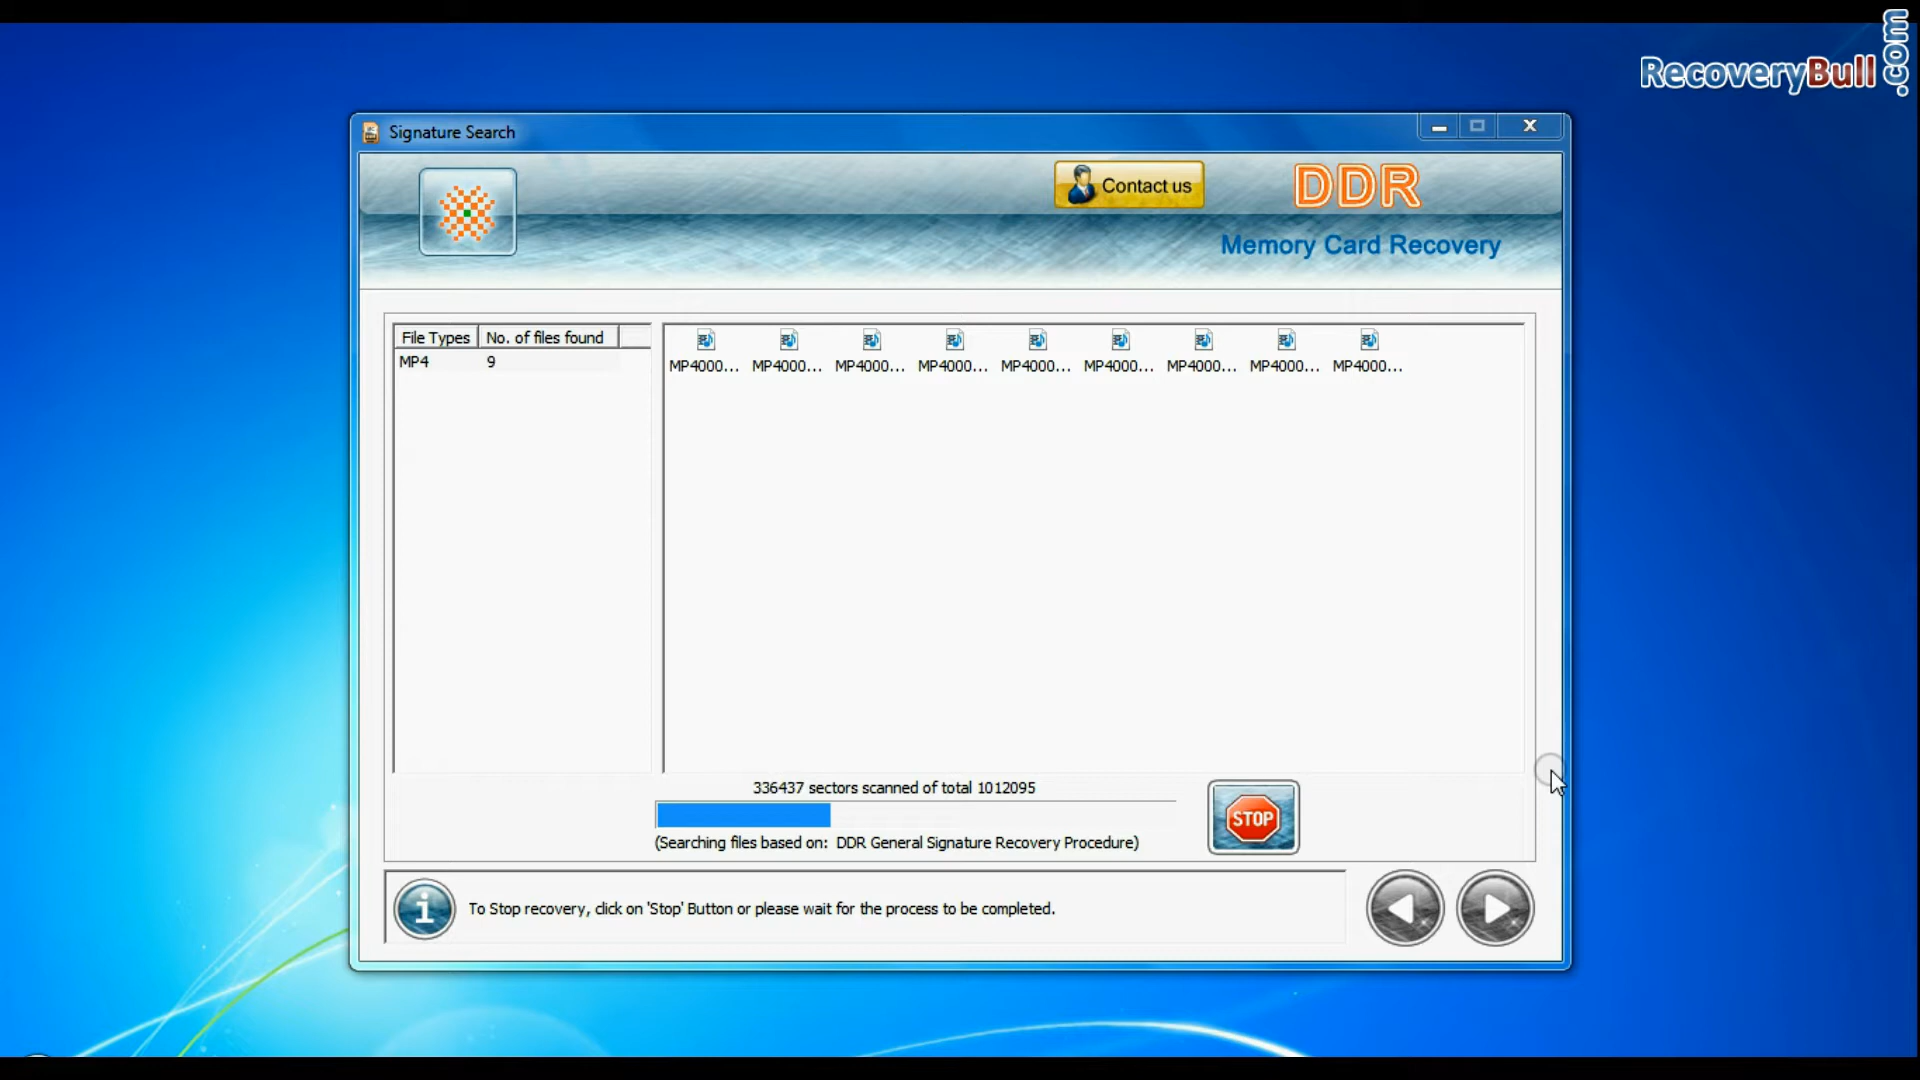 RecoveryBull.com
Signature Search
Contact us
DDR
Memory Card Recovery
File Types No. of files found
MP4 9
MP4000... MP4000... MP4000... MP4000... MP4000... MP4000... MP4000... MP4000... MP4000...
336437 sectors scanned of total 1012095
STOP
(Searching files based on: DDR General Signature Recovery Procedure)
To Stop recovery, click on 'Stop' Button or please wait for the process to be completed.